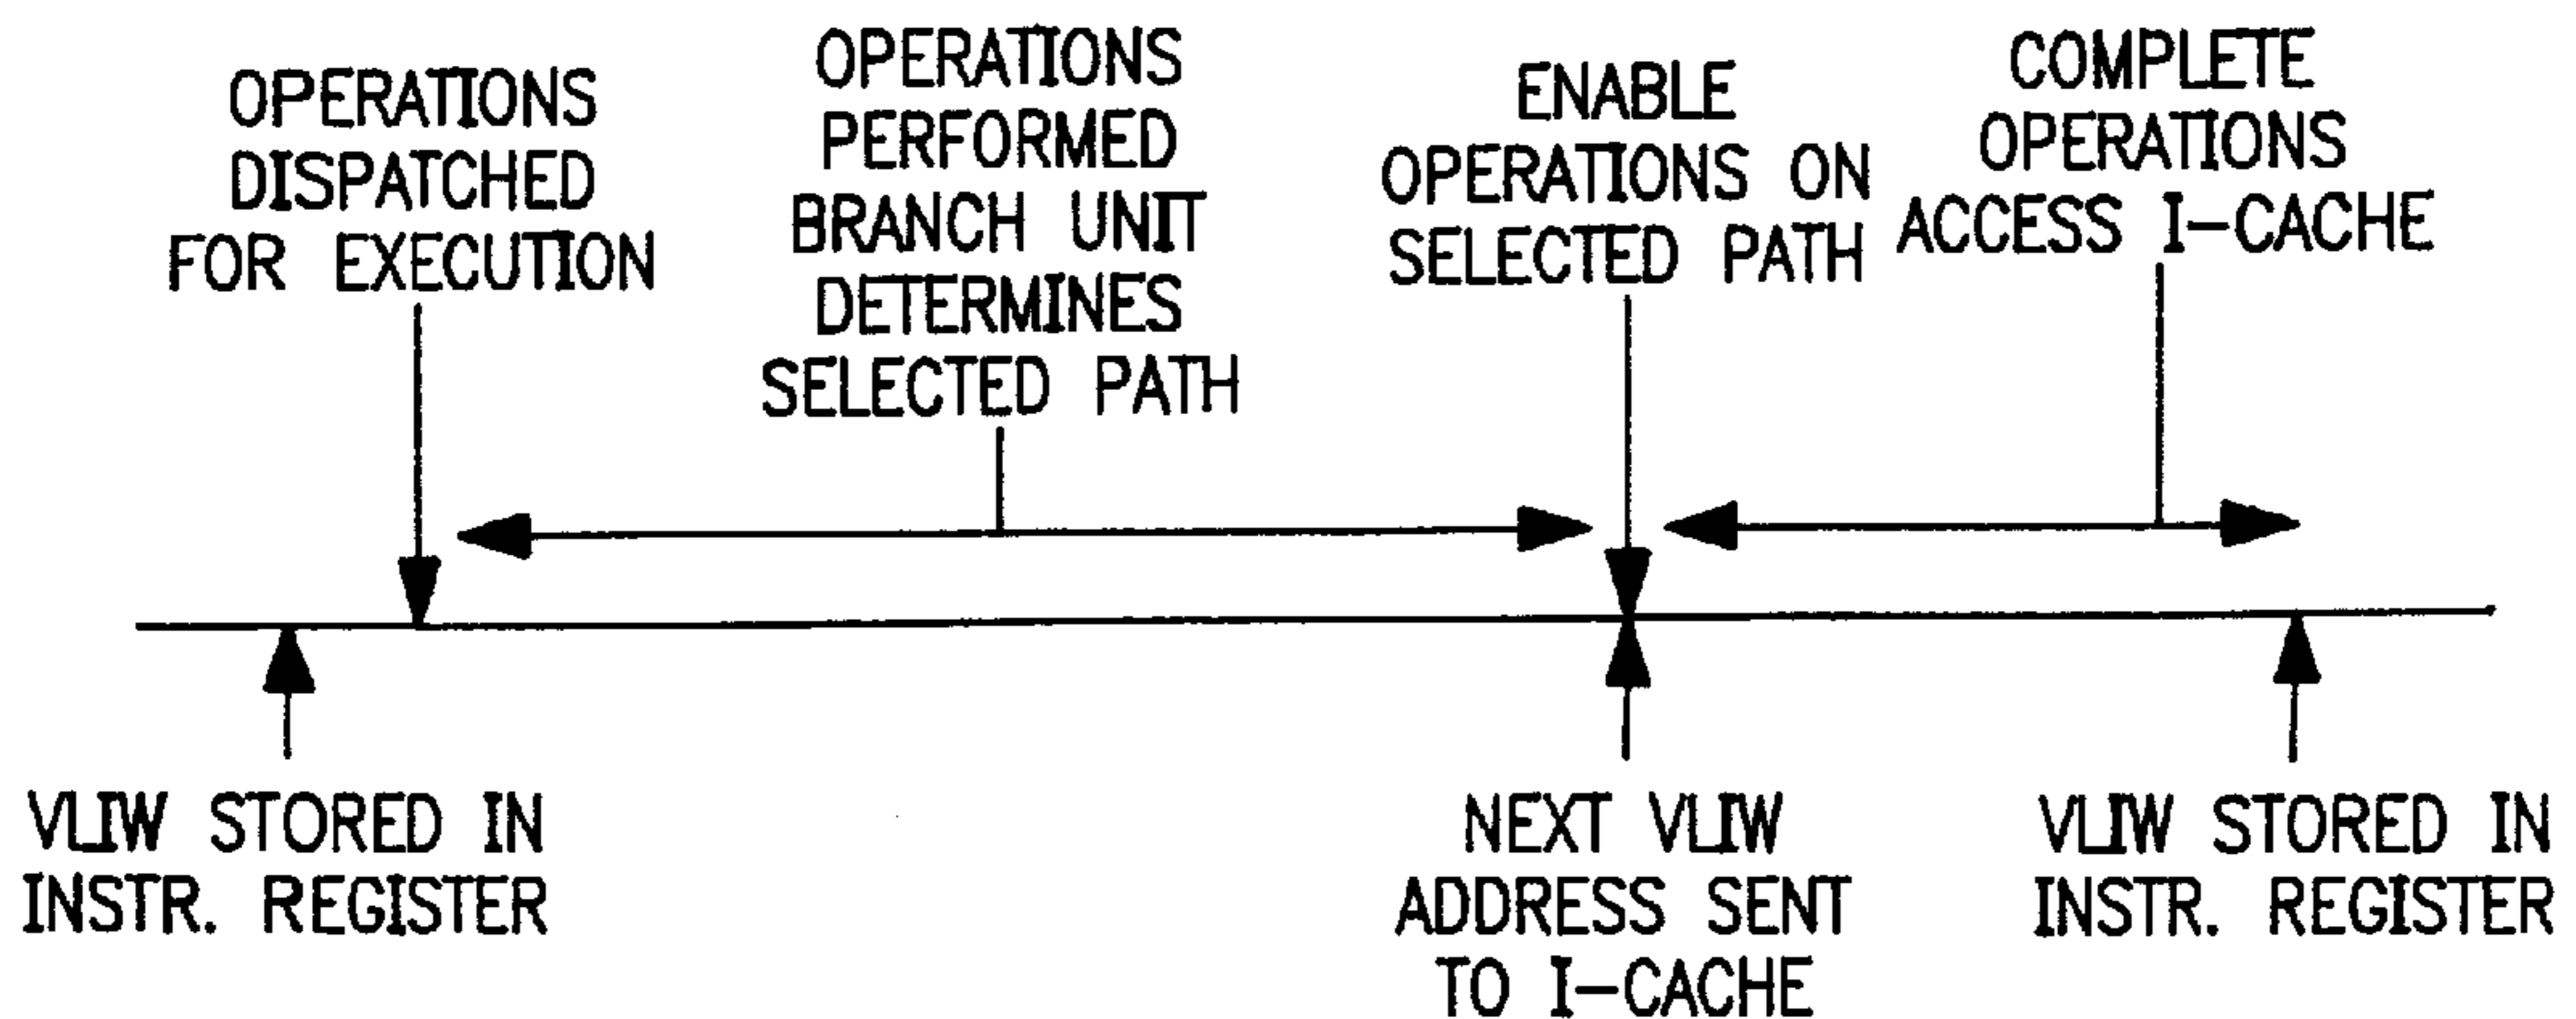 OPERATIONS
DISPATCHED
FOR EXECUTION
OPERATIONS
PERFORMED
BRANCH UNIT
DETERMINES
SELECTED PATH
ENABLE
OPERATIONS ON
SELECTED PATH
COMPLETE
OPERATIONS
ACCESS I-CACHE
VLIW STORED IN
INSTR. REGISTER
NEXT VLIW
ADDRESS SENT
TO I-CACHE
VLIW STORED IN
INSTR. REGISTER